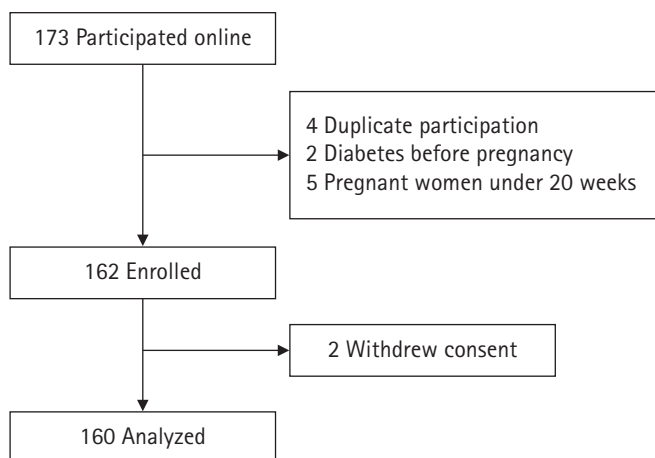 173 Participated online
4 Duplicate participation
2 Diabetes before pregnancy
5 Pregnant women under 20 weeks
162 Enrolled
2 Withdrew consent
160 Analyzed